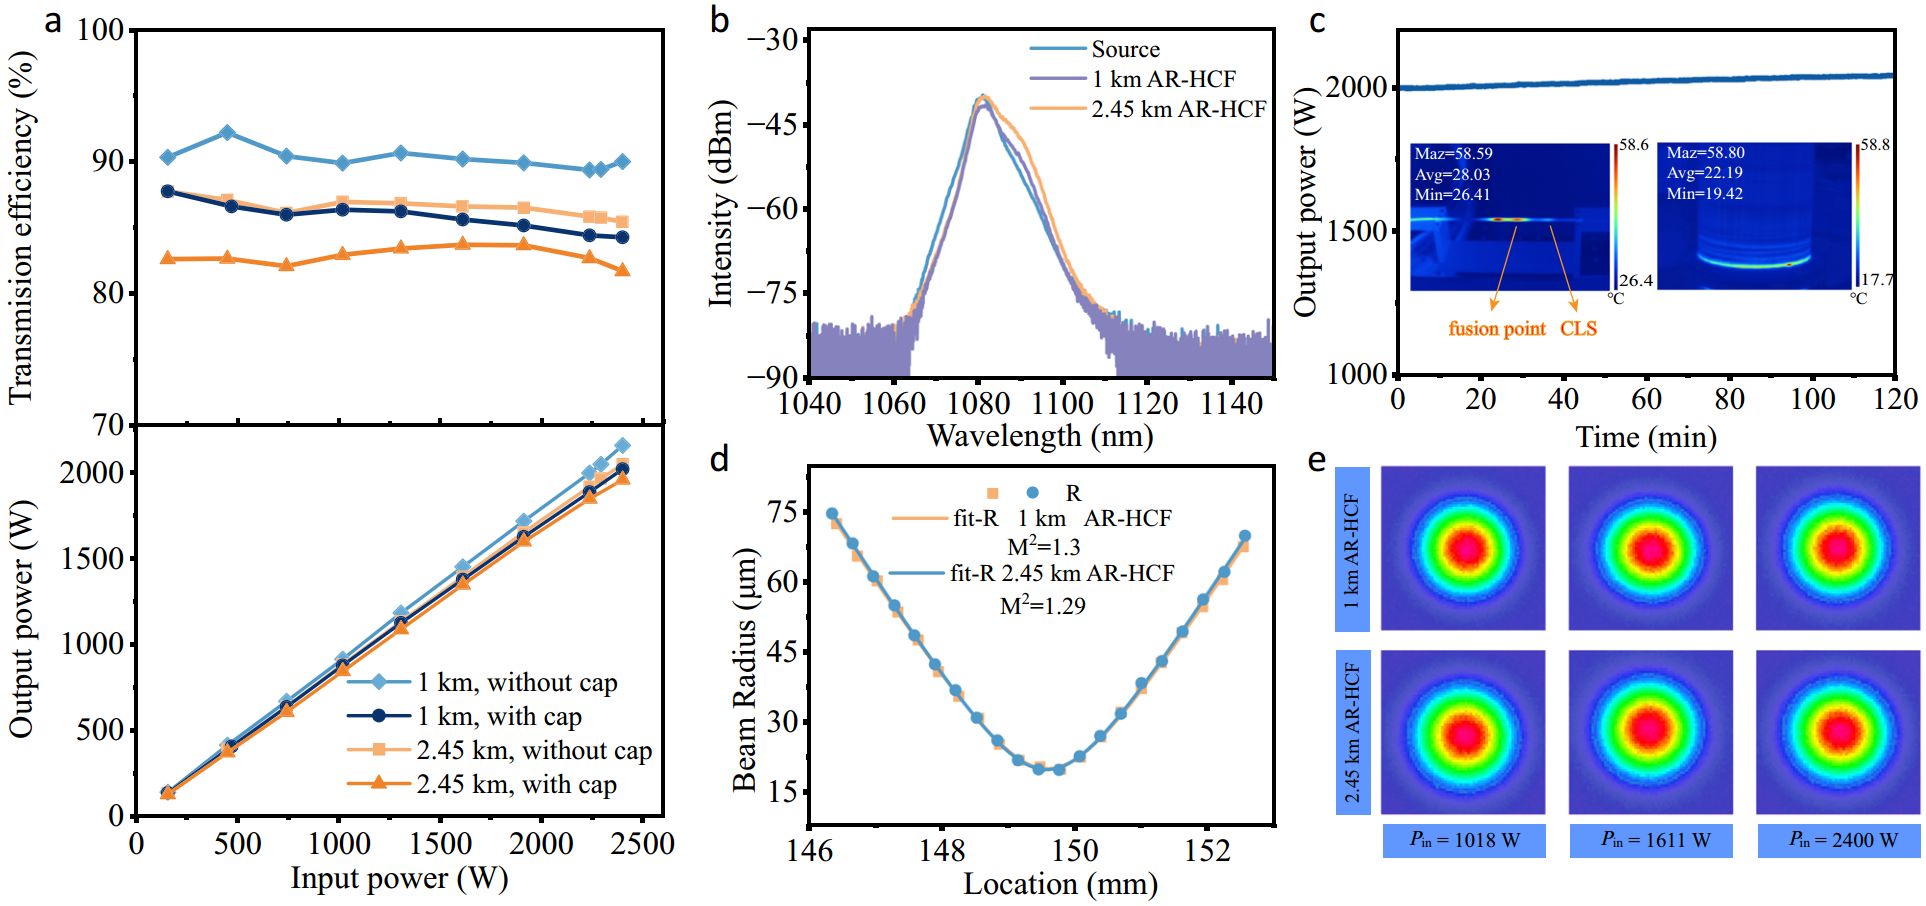 a
100
90
80
70
Transmision efficiency (%)
2000
1500
1000
500
0
Output power (W)
1 km, without cap
1 km, with cap
2.45 km, without cap
2.45 km, with cap
0 500 1000 1500 2000 2500
Input power (W)
b
−30
−45
−60
−75
−90
Intensity (dBm)
Source
1 km AR-HCF
2.45 km AR-HCF
1040 1060 1080 1100 1120 1140
Wavelength (nm)
c
2000
1500
1000
Output power (W)
Maz=58.59
Avg=28.03
Min=26.41
58.6
26.4
°C
Maz=58.80
Avg=22.19
Min=19.42
58.8
17.7
°C
fusion point CLS
0 20 40 60 80 100 120
Time (min)
d
75
60
45
30
15
Beam Radius (μm)
R
fit-R 1 km AR-HCF
M²=1.3
fit-R 2.45 km AR-HCF
M²=1.29
146 148 150 152
Location (mm)
e
1 km AR-HCF
2.45 km AR-HCF
Pin = 1018 W
Pin = 1611 W
Pin = 2400 W